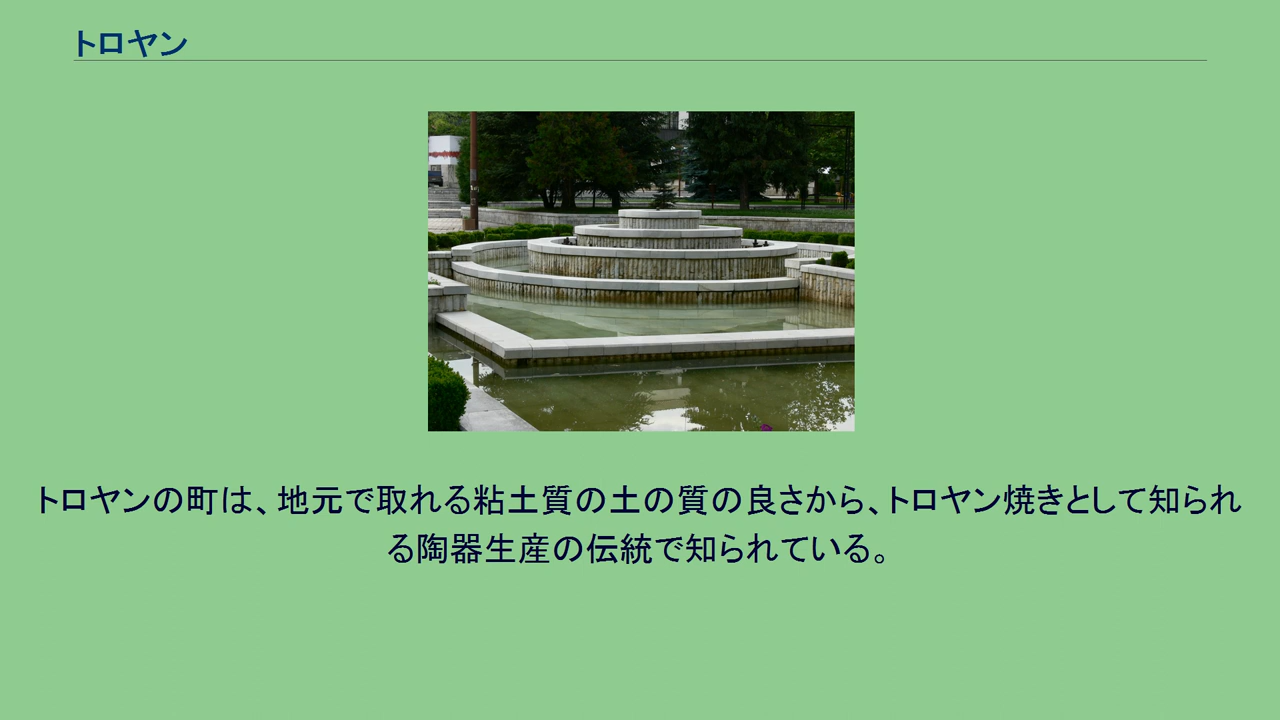 トロヤン
トロヤンの町は、地元で取れる粘土質の土の質の良さから、トロヤン焼きとして知られ
る陶器生産の伝統で知られている。